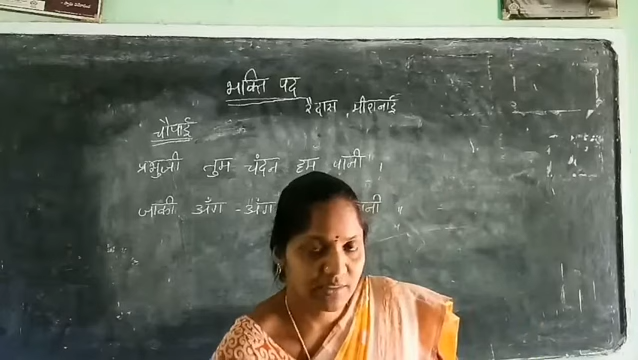 भक्ति पद
रैदास, मीराबाई
चौपाई
प्रभुजी तुम चंदन हम पानी",
जाकी अँग-अंग